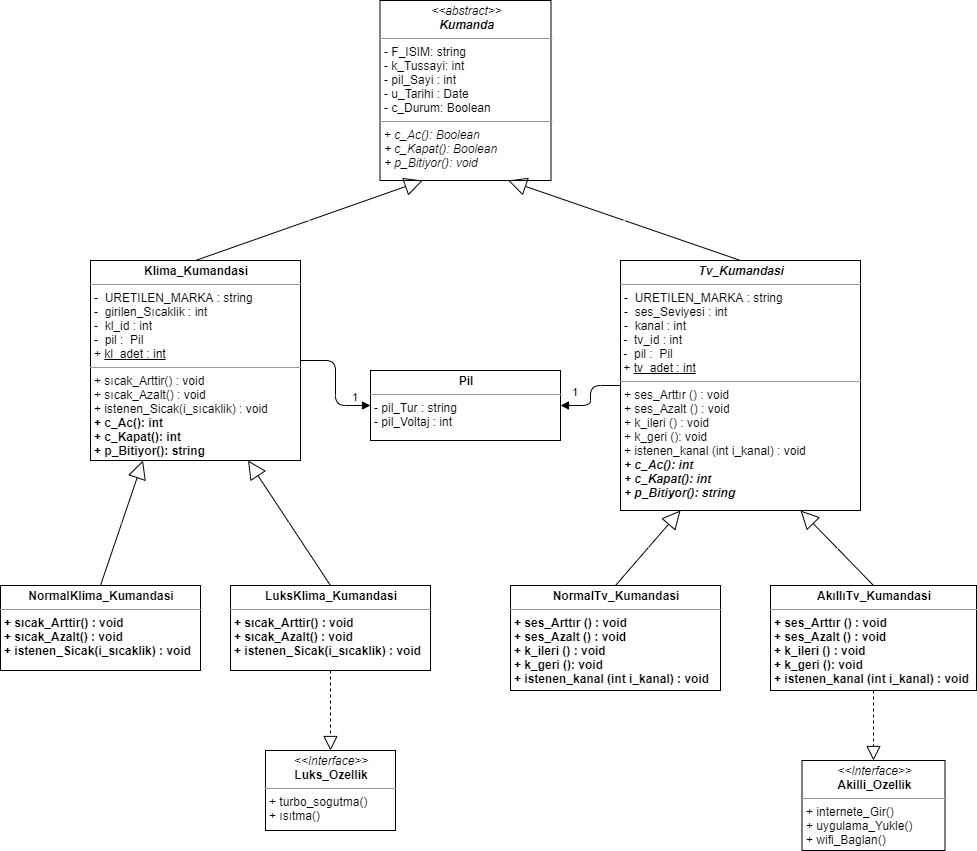 <<abstract>>
Kumanda
- F_ISIM: string
- k_Tussayi: int
- pil_Sayi : int
- u_Tarihi : Date
- c_Durum: Boolean
+ c_Ac(): Boolean
+ c_Kapat(): Boolean
+ p_Bitiyor(): void
Klima_Kumandasi
- URETILEN_MARKA : string
- girilen_Sıcaklik : int
- kl_id : int
- pil : Pil
+ kl_adet : int
+ sıcak_Arttir() : void
+ sıcak_Azalt() : void
+ istenen_Sicak(i_sıcaklik) : void
+ c_Ac(): int
+ c_Kapat(): int
+ p_Bitiyor(): string
Tv_Kumandasi
- URETILEN_MARKA : string
- ses_Seviyesi : int
- kanal : int
- tv_id : int
- pil : Pil
+ tv_adet : int
+ ses_Arttır () : void
+ ses_Azalt () : void
+ k_ileri () : void
+ k_geri (): void
+ istenen_kanal (int i_kanal) : void
+ c_Ac(): int
+ c_Kapat(): int
+ p_Bitiyor(): string
1
1
Pil
- pil_Tur : string
- pil_Voltaj : int
NormalKlima_Kumandasi
+ sıcak_Arttir() : void
+ sıcak_Azalt() : void
+ istenen_Sicak(i_sıcaklik) : void
LuksKlima_Kumandasi
+ sıcak_Arttir() : void
+ sıcak_Azalt() : void
+ istenen_Sicak(i_sıcaklik) : void
NormalTv_Kumandasi
+ ses_Arttır () : void
+ ses_Azalt () : void
+ k_ileri () : void
+ k_geri (): void
+ istenen_kanal (int i_kanal) : void
AkıllıTv_Kumandasi
+ ses_Arttır () : void
+ ses_Azalt () : void
+ k_ileri () : void
+ k_geri (): void
+ istenen_kanal (int i_kanal) : void
<<Interface>>
Luks_Ozellik
+ turbo_sogutma()
+ ısıtma()
<<Interface>>
Akilli_Ozellik
+ internete_Gir()
+ uygulama_Yukle()
+ wifi_Baglan()